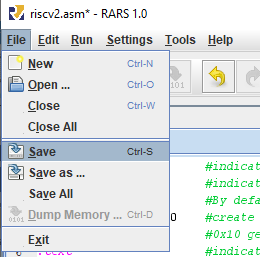 riscv2.asm* - RARS 1.0
File Edit Run Settings Tools Help
New Ctrl-N
Open ... Ctrl-O
Close Ctrl-W
Close All
Save Ctrl-S
Save as ...
Save All
Dump Memory ... Ctrl-D
Exit
#indicat
#indicat
#By defa
0 #create
#0x10 ge
#indicat